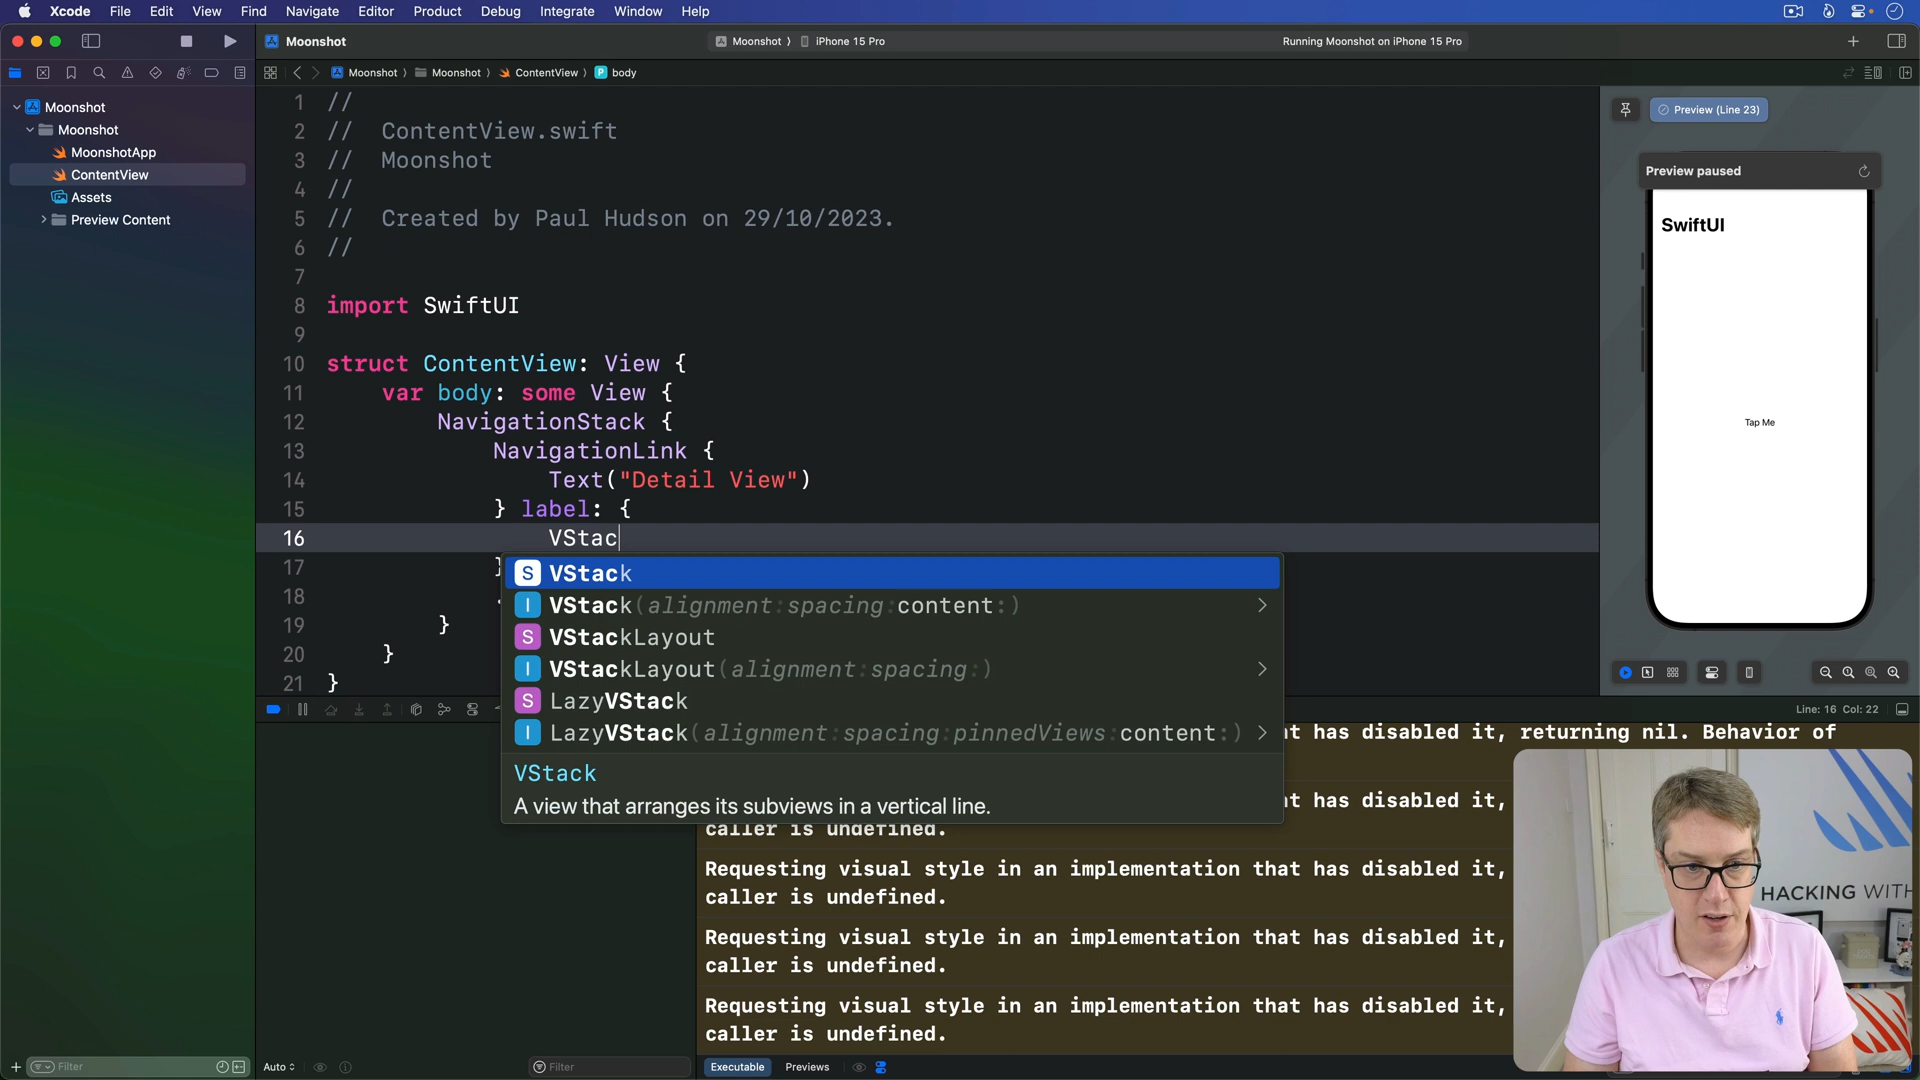 Xcode File Edit View Find Navigate Editor Product Debug Integrate Window Help
Moonshot
Moonshot iPhone 15 Pro
Running Moonshot on iPhone 15 Pro
Moonshot Moonshot ContentView body
Moonshot
Moonshot
MoonshotApp
ContentView
Assets
Preview Content
1 //
2 // ContentView.swift
3 // Moonshot
4 //
5 // Created by Paul Hudson on 29/10/2023.
6 //
7
8 import SwiftUI
9
10 struct ContentView: View {
11 var body: some View {
12 NavigationStack {
13 NavigationLink {
14 Text("Detail View")
15 } label: {
16 VStac
17 }
18 .
19 }
20 }
21 }
S VStack
I VStack(alignment:spacing:content:)
S VStackLayout
I VStackLayout(alignment:spacing:)
S LazyVStack
I LazyVStack(alignment:spacing:pinnedViews:content:)
VStack
A view that arranges its subviews in a vertical line.
Preview (Line 23)
Preview paused
SwiftUI
Tap Me
Line: 16 Col: 22
t has disabled it, returning nil. Behavior of
t has disabled it,
caller is undefined.
Requesting visual style in an implementation that has disabled it,
caller is undefined.
Requesting visual style in an implementation that has disabled it,
caller is undefined.
Requesting visual style in an implementation that has disabled it,
caller is undefined.
HACKING WITH
Filter
Auto
Filter
Executable Previews